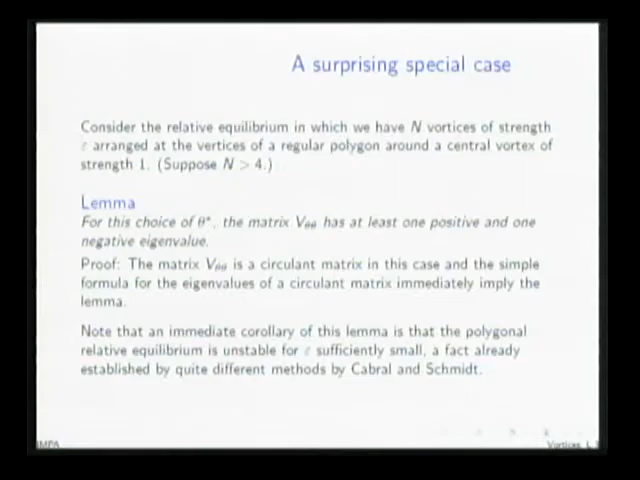 A surprising special case
Consider the relative equilibrium in which we have N vortices of strength
ε arranged at the vertices of a regular polygon around a central vortex of
strength 1. (Suppose N > 4.)
Lemma
For this choice of θ*, the matrix Vθθ has at least one positive and one
negative eigenvalue.
Proof: The matrix Vθθ is a circulant matrix in this case and the simple
formula for the eigenvalues of a circulant matrix immediately imply the
lemma.
Note that an immediate corollary of this lemma is that the polygonal
relative equilibrium is unstable for ε sufficiently small, a fact already
established by quite different methods by Cabral and Schmidt.
IMPA
Vortices, L